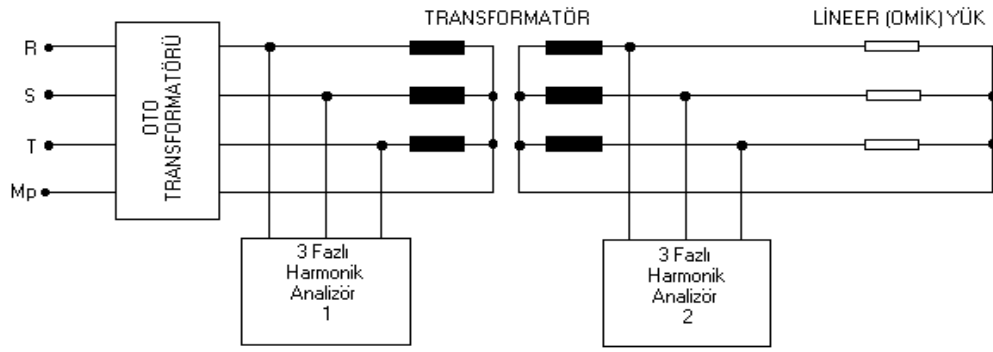 TRANSFORMATÖR
LİNEER (OMİK) YÜK
R
S
T
Mp
OTO
TRANSFORMATÖRÜ
3 Fazlı
Harmonik
Analizör
1
3 Fazlı
Harmonik
Analizör
2